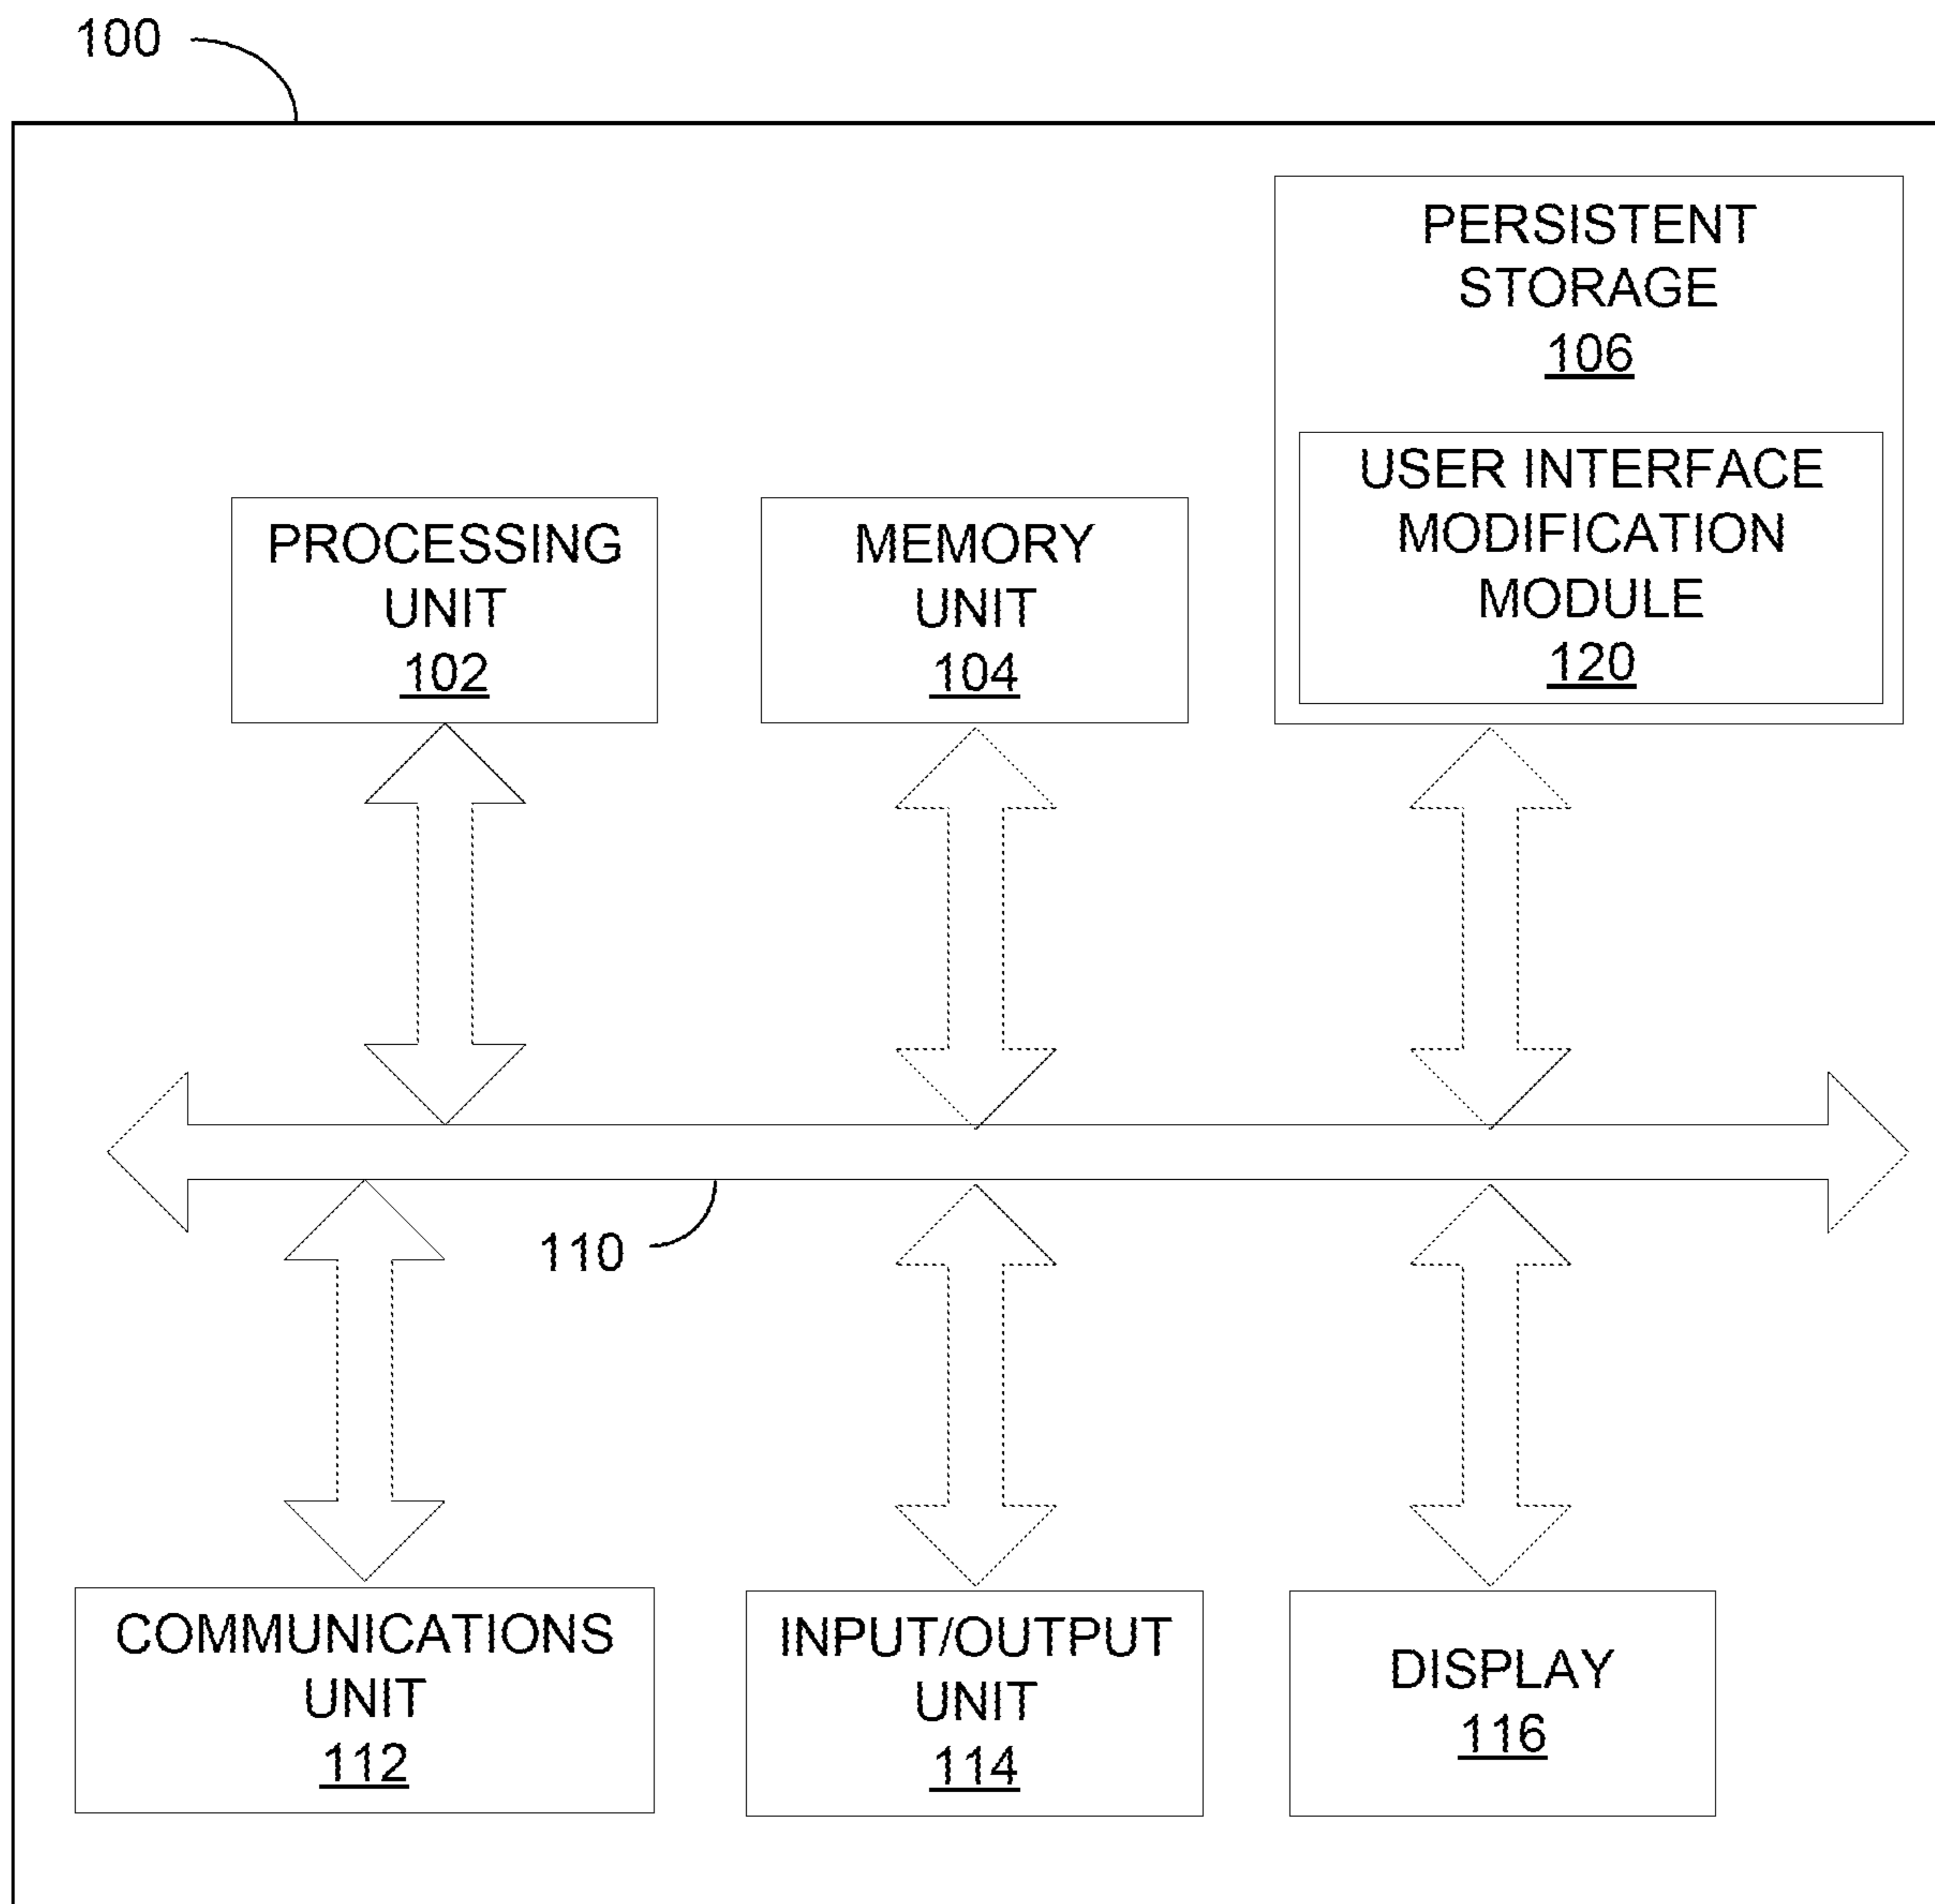 100
PERSISTENT
STORAGE
106
USER INTERFACE
MODIFICATION
MODULE
120
PROCESSING
UNIT
102
MEMORY
UNIT
104
110
COMMUNICATIONS
UNIT
112
INPUT/OUTPUT
UNIT
114
DISPLAY
116